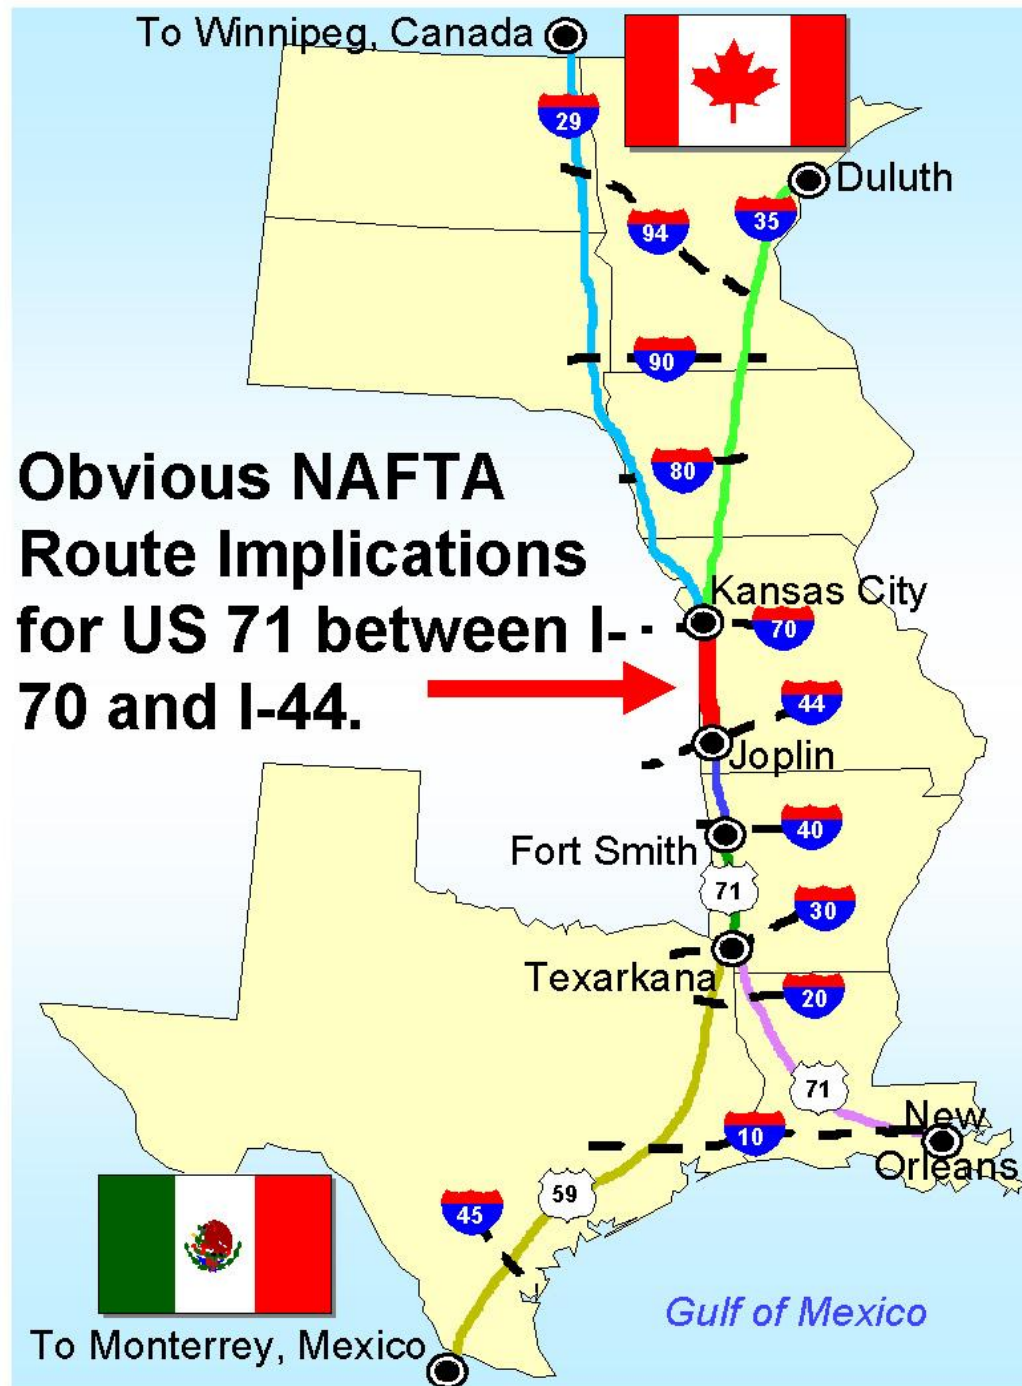 To Winnipeg, Canada
29
Duluth
35
94
90
80
Obvious NAFTA
Route Implications
for US 71 between I-
70 and I-44.
Kansas City
70
44
Joplin
40
Fort Smith
71
30
Texarkana
20
71
New
Orleans
10
59
45
Gulf of Mexico
To Monterrey, Mexico